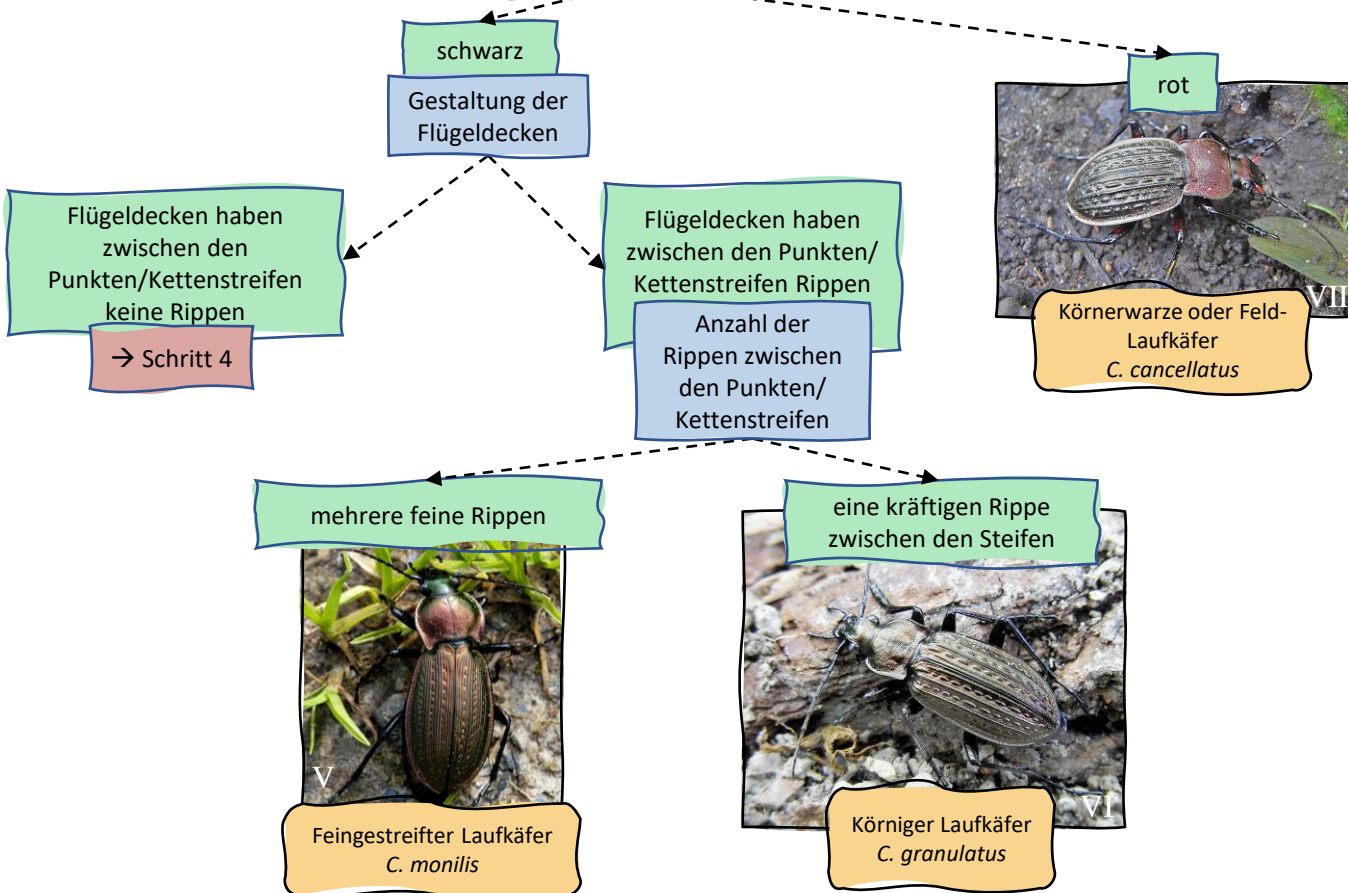 schwarz
Gestaltung der
Flügeldecken
rot
VII
Körnerwarze oder Feld-
Laufkäfer
C. cancellatus
Flügeldecken haben
zwischen den
Punkten/Kettenstreifen
keine Rippen
→ Schritt 4
Flügeldecken haben
zwischen den Punkten/
Kettenstreifen Rippen
Anzahl der
Rippen zwischen
den Punkten/
Kettenstreifen
mehrere feine Rippen
V
Feingestreifter Laufkäfer
C. monilis
eine kräftigen Rippe
zwischen den Steifen
VI
Körniger Laufkäfer
C. granulatus